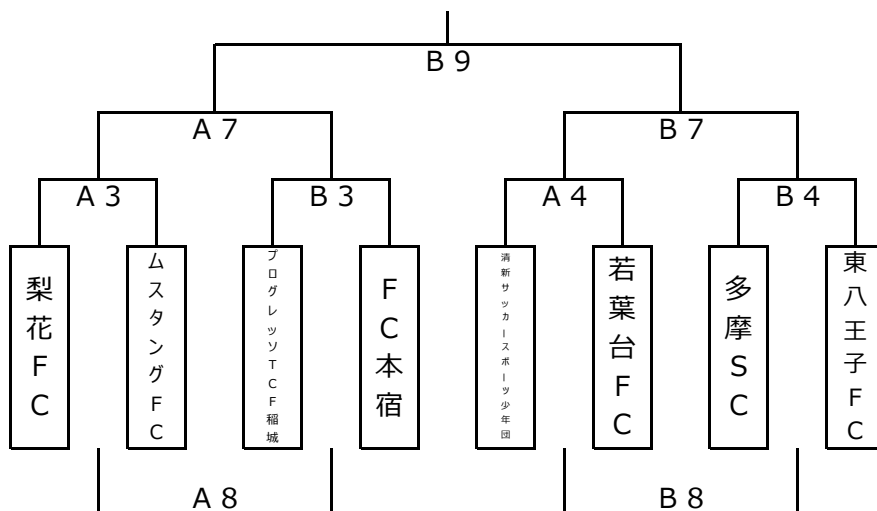 B9
A7
B7
A3
B3
A4
B4
梨花FC
ムスタングFC
プログレッソTCF稲城
FC本宿
清新サッカースポーツ少年団
若葉台FC
多摩SC
東八王子FC
A8
B8